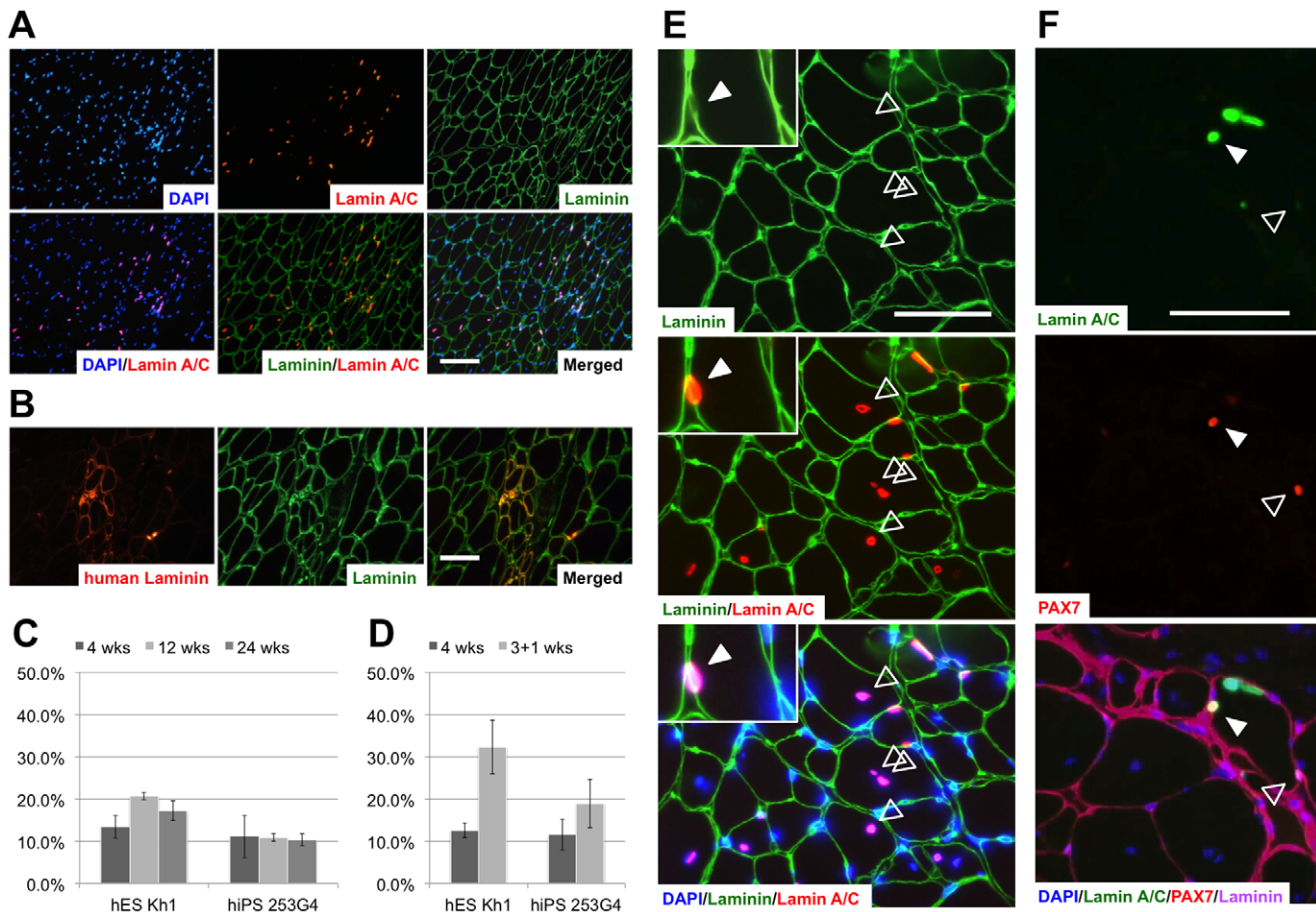 A
DAPI
Lamin A/C
Laminin
DAPI/Lamin A/C
Laminin/Lamin A/C
Merged
B
human Laminin
Laminin
Merged
C
4 wks 12 wks 24 wks
50.0%
40.0%
30.0%
20.0%
10.0%
0.0%
hES Kh1 hiPS 253G4
D
4 wks 3+1 wks
50.0%
40.0%
30.0%
20.0%
10.0%
0.0%
hES Kh1 hiPS 253G4
E
Laminin
Laminin/Lamin A/C
DAPI/Laminin/Lamin A/C
F
Lamin A/C
PAX7
DAPI/Lamin A/C/PAX7/Laminin